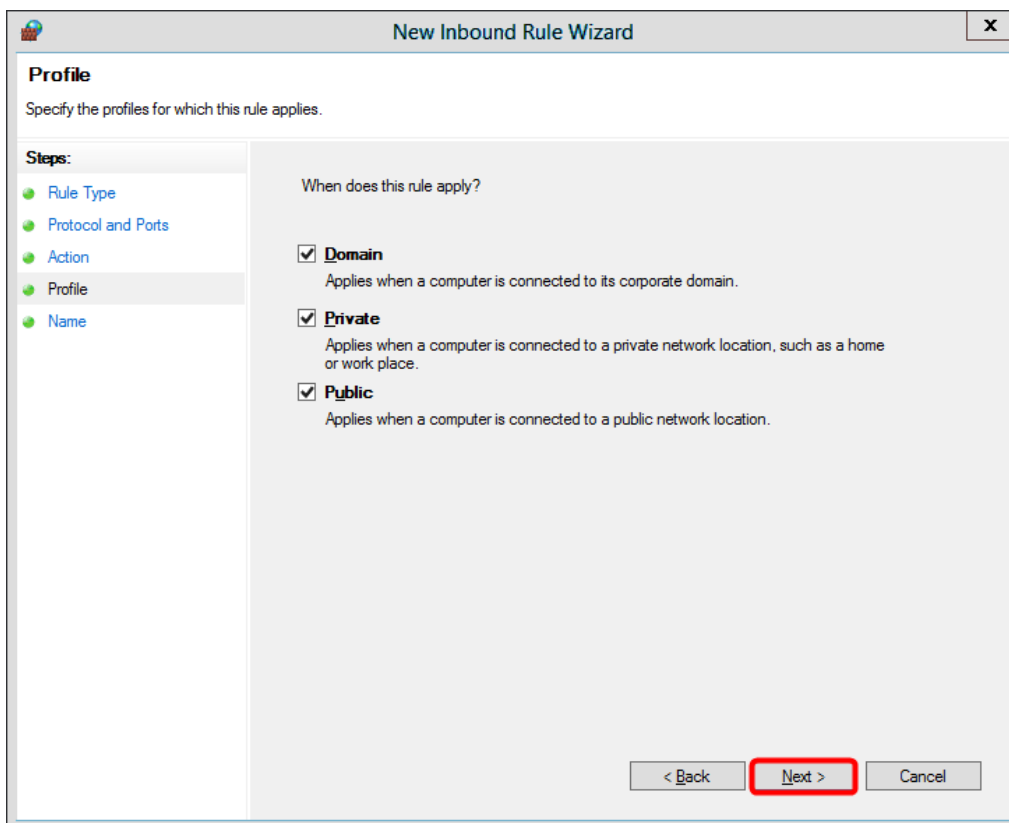 New Inbound Rule Wizard
x
Profile
Specify the profiles for which this rule applies.
Steps:
Rule Type
Protocol and Ports
Action
Profile
Name
When does this rule apply?
Domain
Applies when a computer is connected to its corporate domain.
Private
Applies when a computer is connected to a private network location, such as a home
or work place.
Public
Applies when a computer is connected to a public network location.
< Back
Next >
Cancel